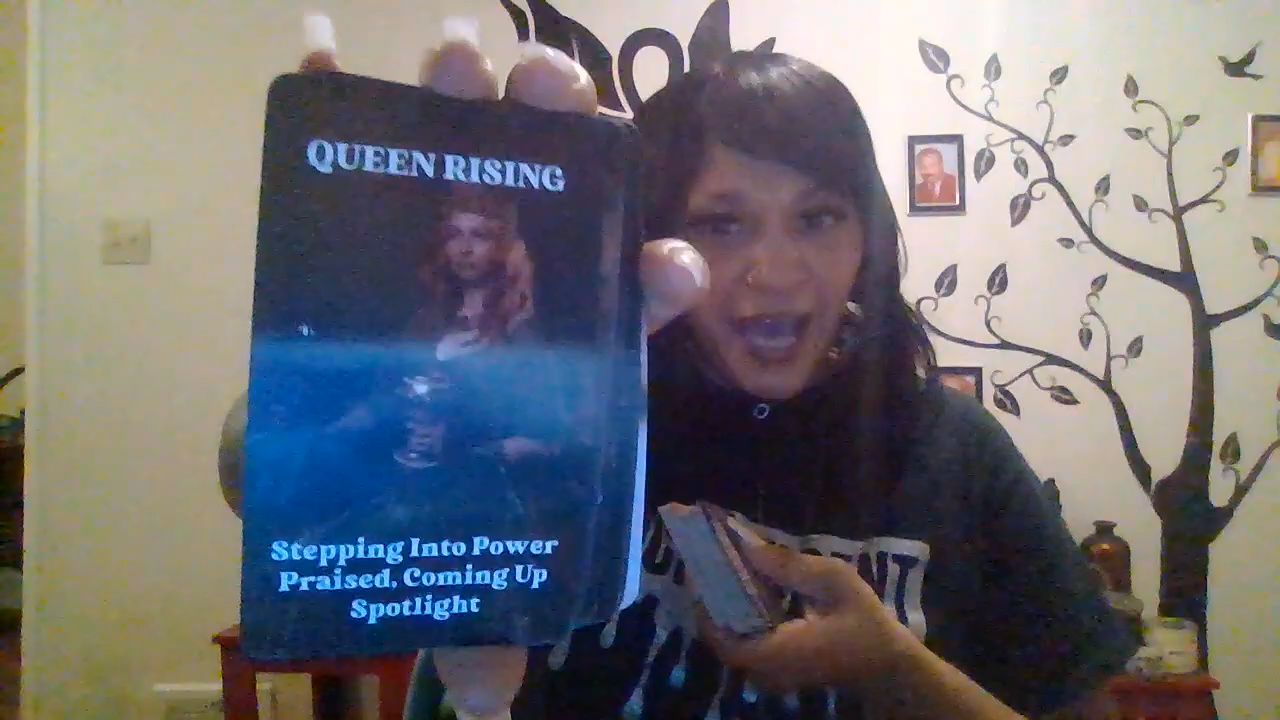 QUEEN RISING
Stepping Into Power
Praised, Coming Up
Spotlight